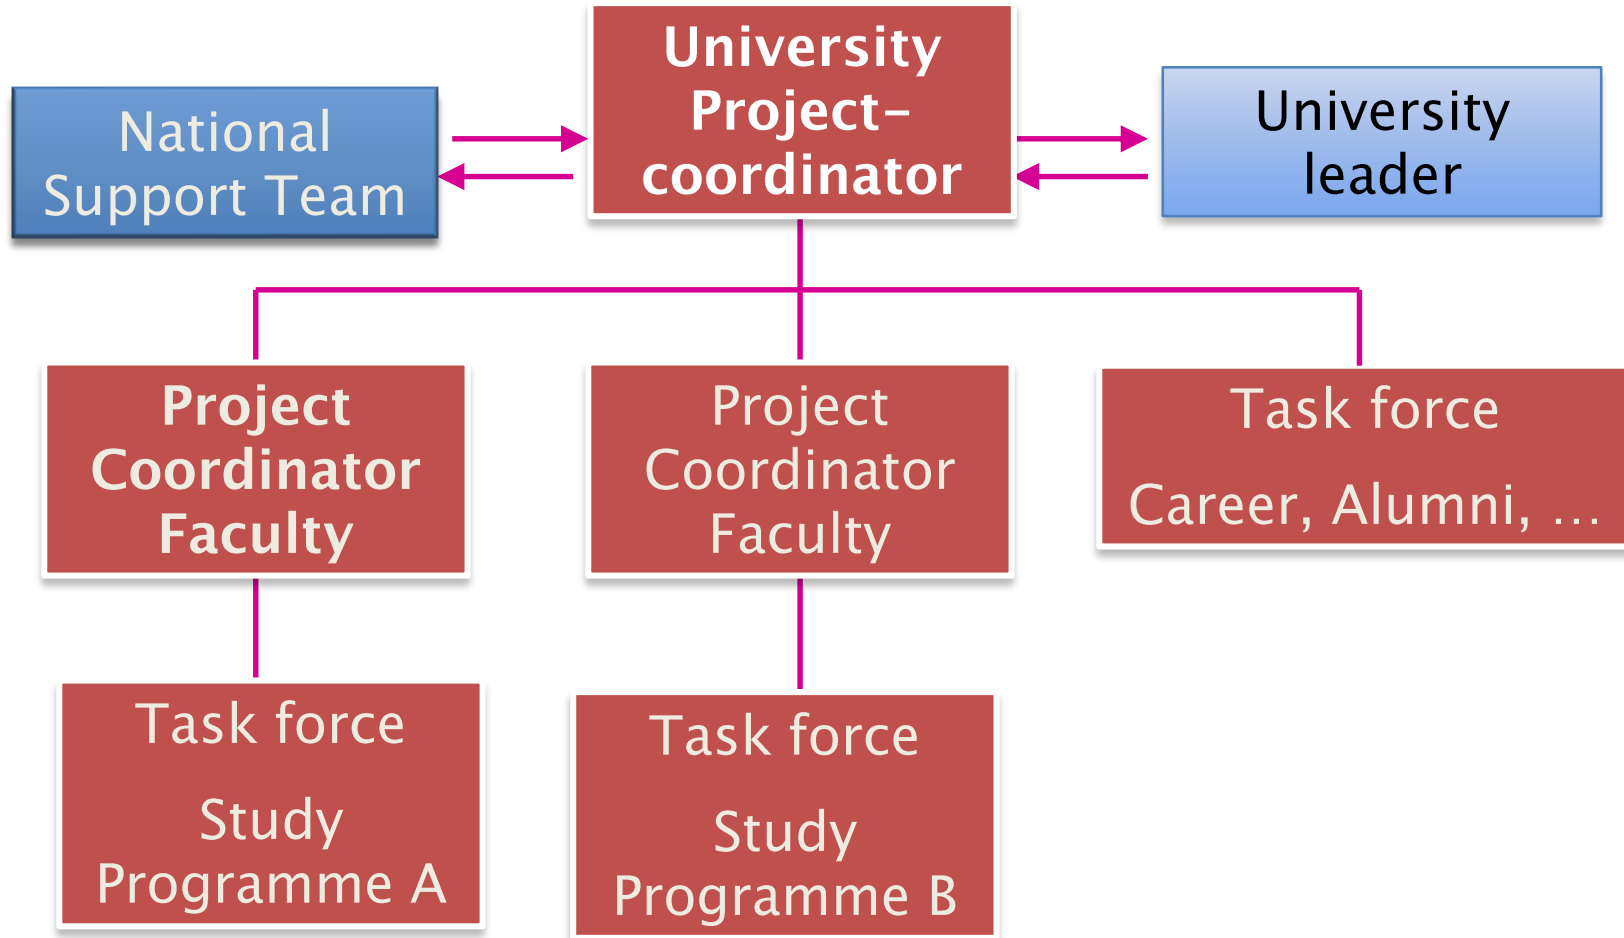 University
Project-
coordinator
National
Support Team
University
leader
Project
Coordinator
Faculty
Project
Coordinator
Faculty
Task force
Career, Alumni, …
Task force
Study
Programme A
Task force
Study
Programme B